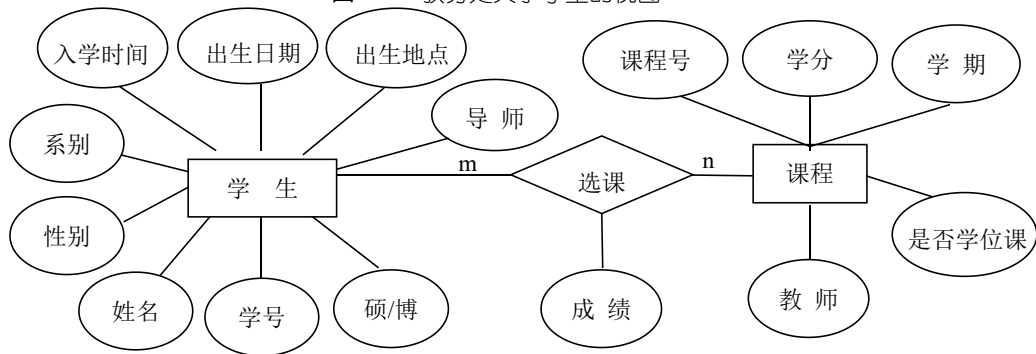 入学时间
出生日期
出生地点
课程号
学分
学 期
导 师
系别
m
n
学 生
选课
课程
性别
是否学位课
姓名
学号
硕/博
成 绩
教 师